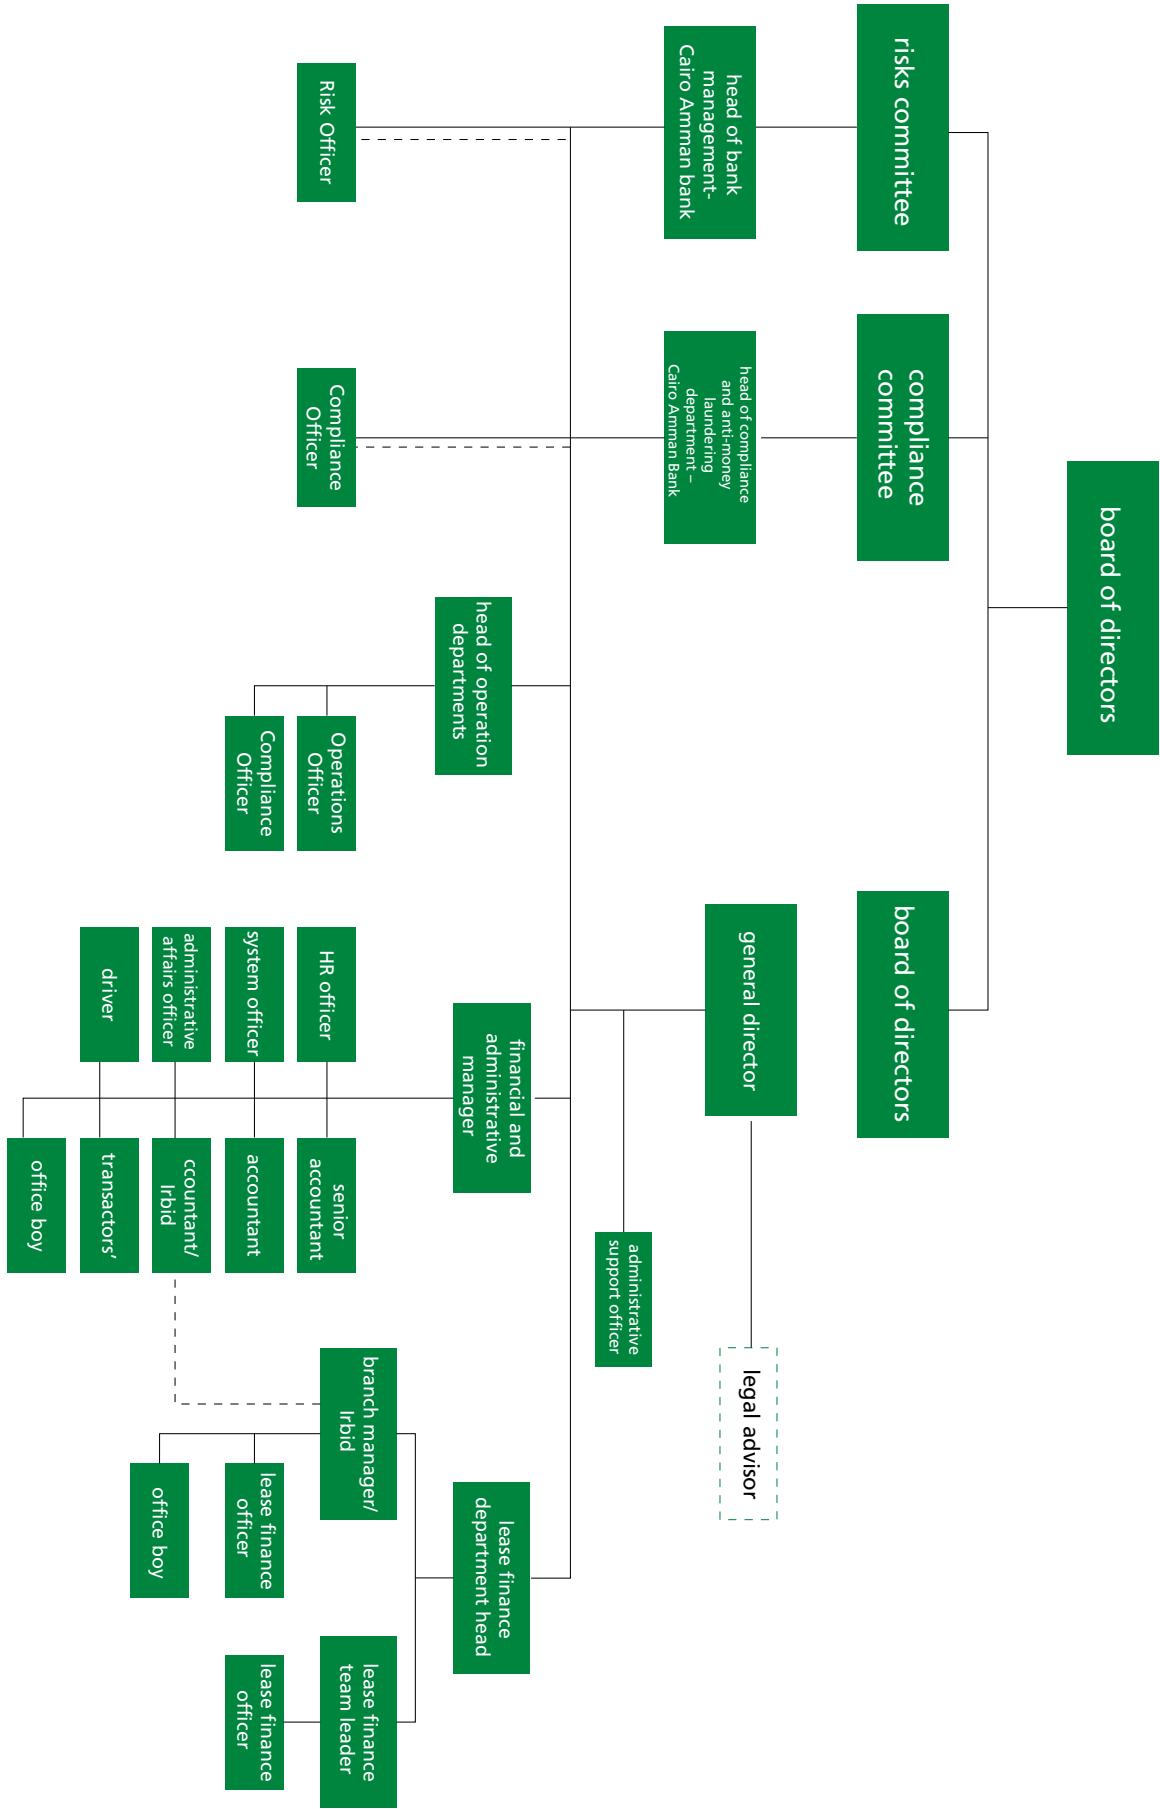 board of directors
risks committee
compliance
committee
board of directors
head of bank
management-
Cairo Amman bank
head of compliance
and anti-money
laundering
department –
Cairo Amman Bank
general director
legal advisor
administrative
support officer
Risk Officer
Compliance
Officer
head of operation
departments
Operations
Officer
Compliance
Officer
financial and
administrative
manager
HR officer
senior
accountant
system officer
accountant
administrative
affairs officer
ccountant/
Irbid
driver
transactors’
office boy
lease finance
department head
branch manager/
Irbid
lease finance
officer
office boy
lease finance
team leader
lease finance
officer